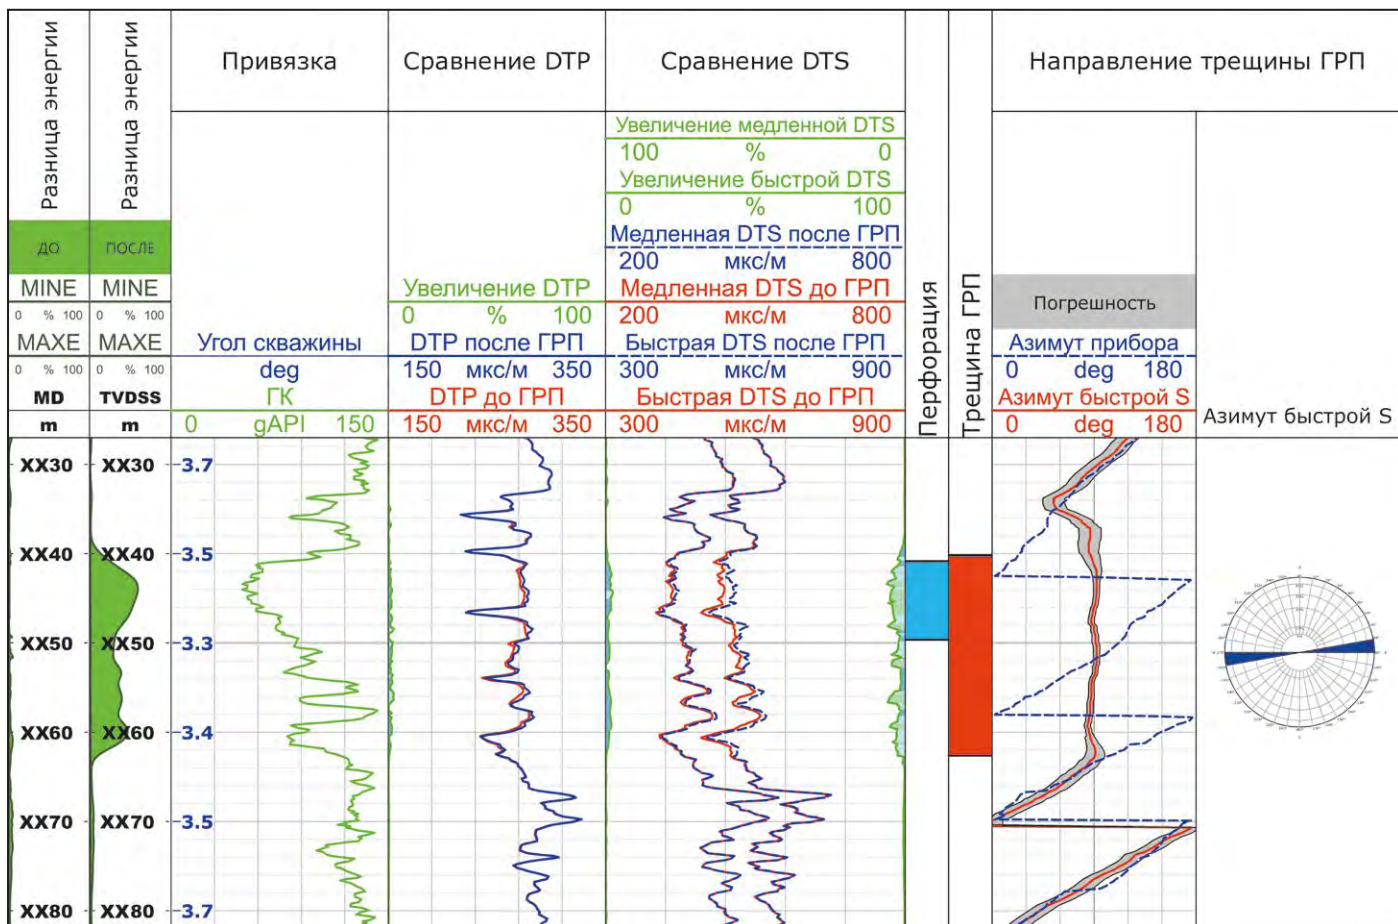 Разница энергии
Разница энергии
Привязка
Сравнение DTP
Сравнение DTS
Перфорация
Трещина ГРП
Направление трещины ГРП
Увеличение медленной DTS
100 % 0
Увеличение быстрой DTS
0 % 100
ДО
ПОСЛЕ
Медленная DTS после ГРП
200 мкс/м 800
MINE
MINE
Увеличение DTP
Медленная DTS до ГРП
Погрешность
0 % 100
0 % 100
0 % 100
200 мкс/м 800
MAXE
MAXE
Угол скважины
DTP после ГРП
Быстрая DTS после ГРП
Азимут прибора
0 % 100
0 % 100
deg
150 мкс/м 350
300 мкс/м 900
0 deg 180
MD
TVDSS
ГК
DTP до ГРП
Быстрая DTS до ГРП
Азимут быстрой S
Азимут быстрой S
m
m
0 gAPI 150
150 мкс/м 350
300 мкс/м 900
0 deg 180
XX30 XX30 3.7
XX40 XX40 3.5
XX50 XX50 3.3
XX60 XX60 3.4
XX70 XX70 3.5
XX80 XX80 3.7